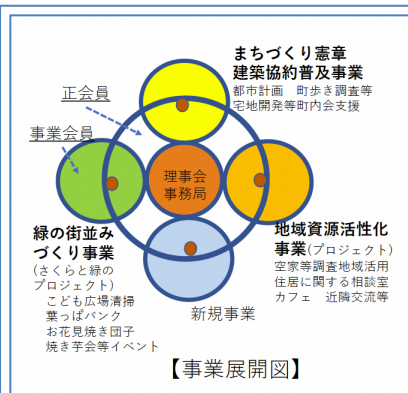 まちづくり憲章
建築協約普及事業
都市計画　町歩き調査等
宅地開発等町内会支援
正会員
事業会員
理事会
事務局
緑の街並み
づくり事業
(さくらと緑の
プロジェクト)
こども広場清掃
葉っぱバンク
お花見焼き団子
焼き芋会等イベント
地域資源活性化
事業(プロジェクト)
空家等調査地域活用
住居に関する相談室
カフェ　近隣交流等
新規事業
【事業展開図】